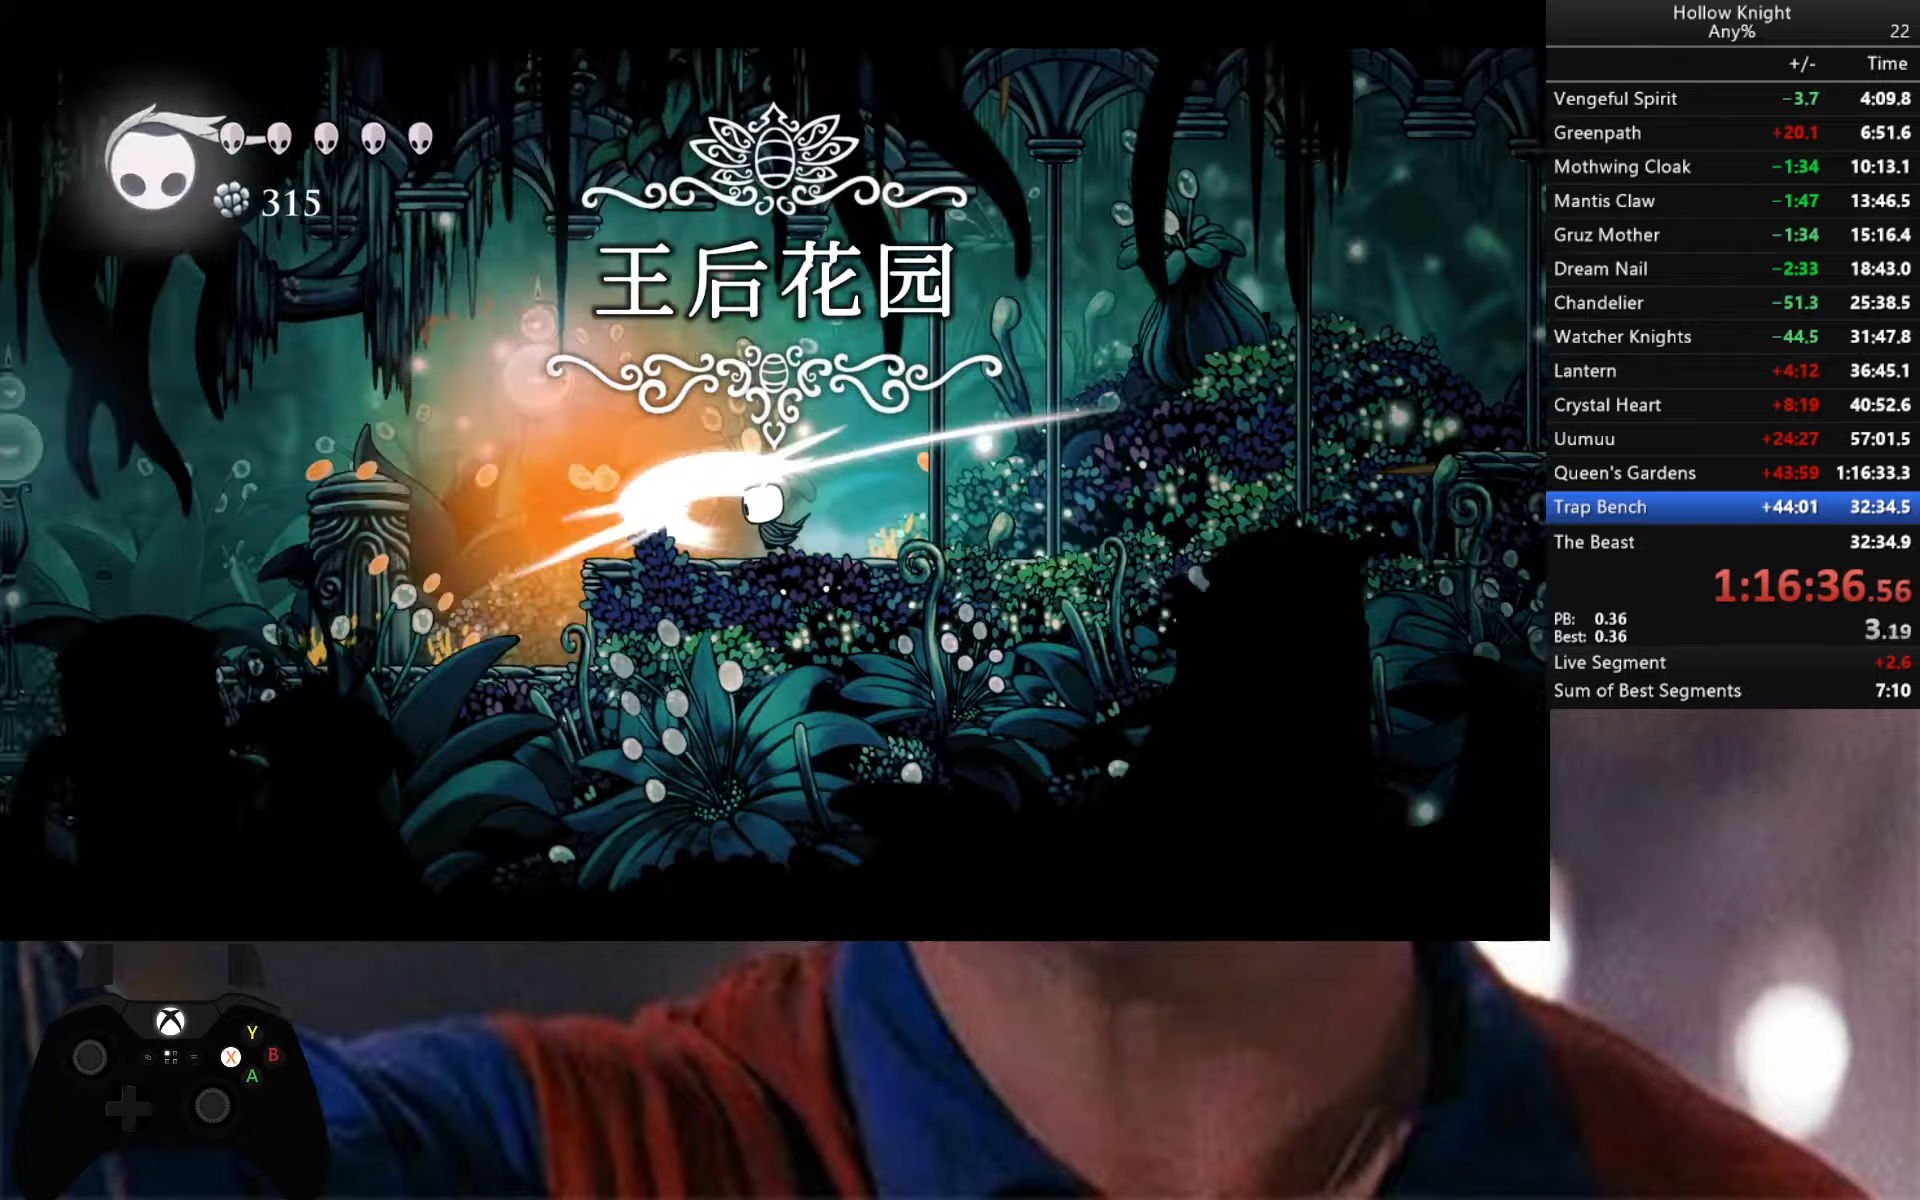 315
王后花园
Hollow Knight
Any%
22
+/- Time
Vengeful Spirit −3.7 4:09.8
Greenpath +20.1 6:51.6
Mothwing Cloak −1:34 10:13.1
Mantis Claw −1:47 13:46.5
Gruz Mother −1:34 15:16.4
Dream Nail −2:33 18:43.0
Chandelier −51.3 25:38.5
Watcher Knights −44.5 31:47.8
Lantern +4:12 36:45.1
Crystal Heart +8:19 40:52.6
Uumuu +24:27 57:01.5
Queen's Gardens +43:59 1:16:33.3
Trap Bench +44:01 32:34.5
The Beast 32:34.9
1:16:36.56
PB: 0.36
Best: 0.36
3.19
Live Segment +2.6
Sum of Best Segments 7:10
Y
X B
A